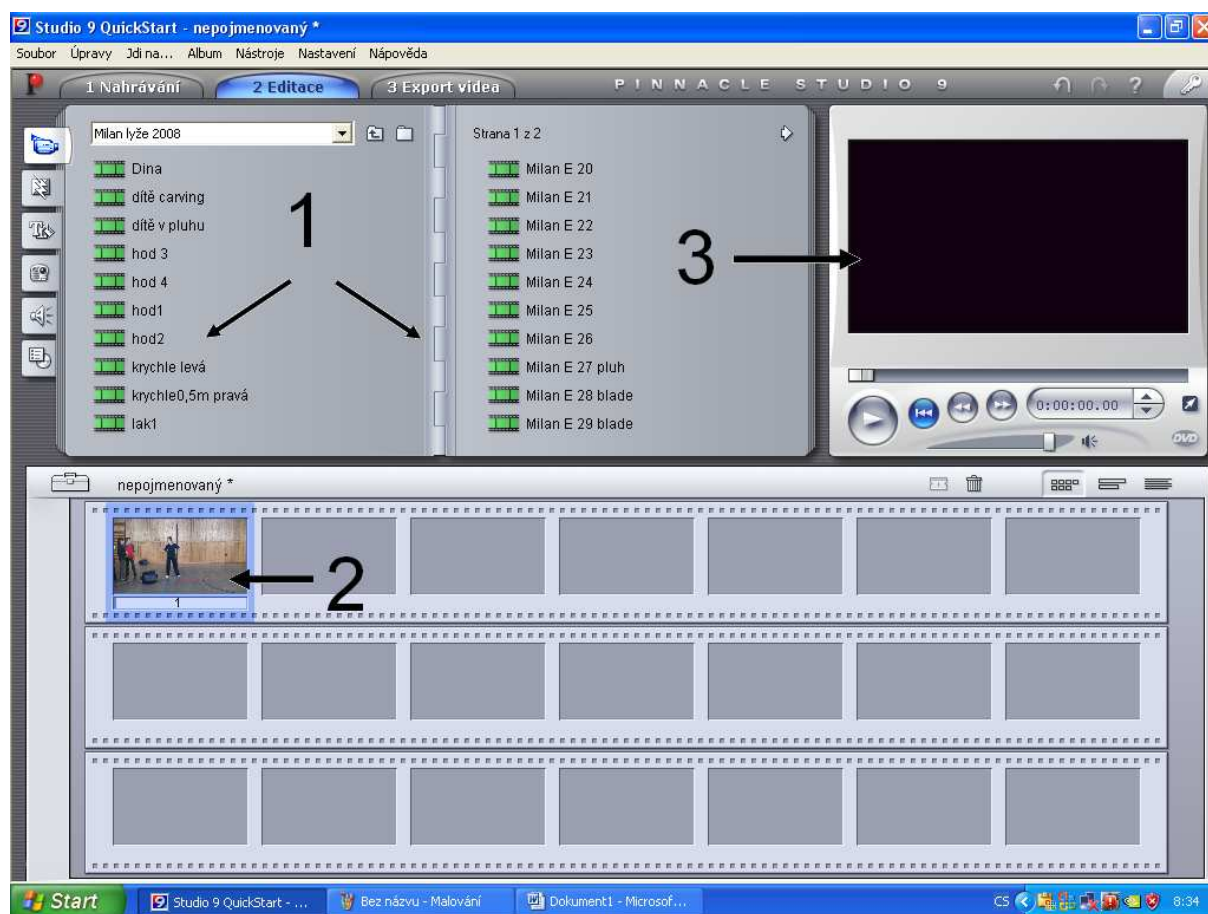 Studio 9 QuickStart - nepojmenovaný *
Soubor Úpravy Jdi na... Album Nástroje Nastavení Nápověda
1 Nahrávání 2 Editace 3 Export videa PINNACLE STUDIO 9 ?
Milan lyže 2008
Dina
dítě carving
dítě v pluhu
hod 3
hod 4
hod1
hod2
krychle levá
krychle0,5m pravá
lak1
1
Strana 1 z 2
Milan E 20
Milan E 21
Milan E 22
Milan E 23
Milan E 24
Milan E 25
Milan E 26
Milan E 27 pluh
Milan E 28 blade
Milan E 29 blade
3
0:00:00.00
DVD
nepojmenovaný *
1
2
Start Studio 9 QuickStart - ... Bez názvu - Malování Dokument1 - Microsof... CS 8:34